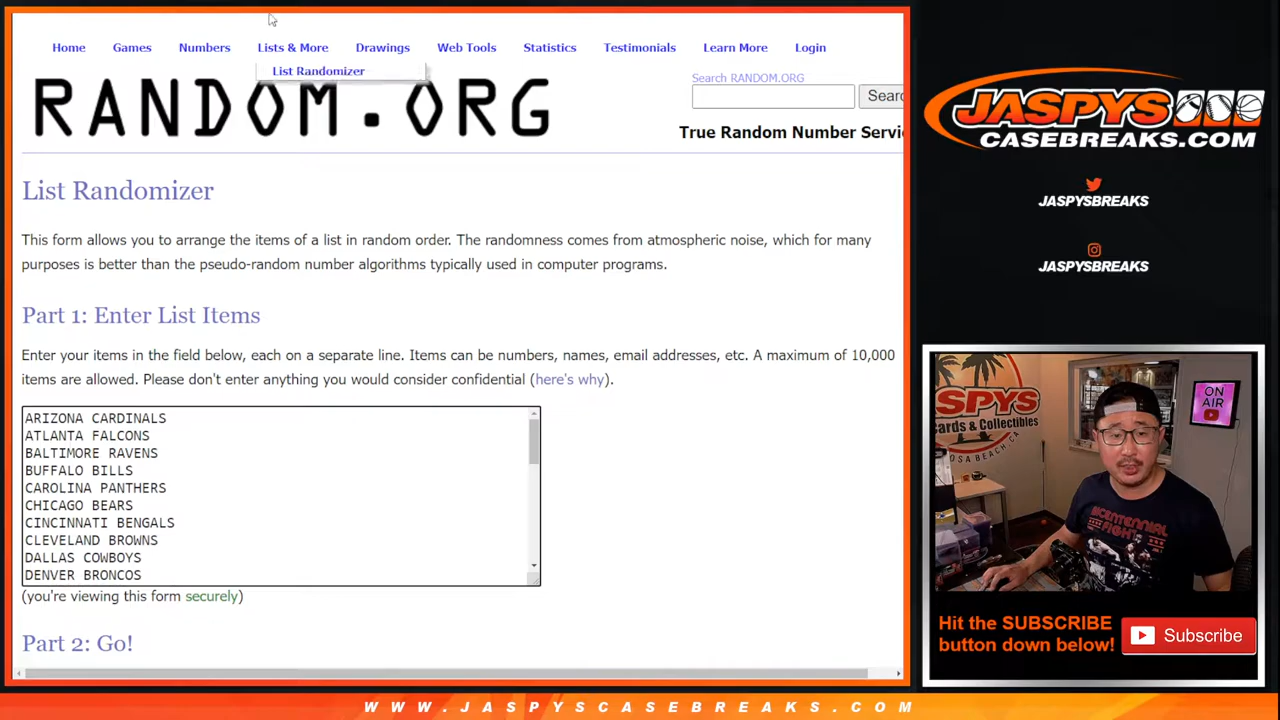 Home Games Numbers Lists & More Drawings Web Tools Statistics Testimonials Learn More Login
List Randomizer
Search RANDOM.ORG
RANDOM.ORG
Searc
True Random Number Servi
List Randomizer
This form allows you to arrange the items of a list in random order. The randomness comes from atmospheric noise, which for many
purposes is better than the pseudo-random number algorithms typically used in computer programs.
Part 1: Enter List Items
Enter your items in the field below, each on a separate line. Items can be numbers, names, email addresses, etc. A maximum of 10,000
items are allowed. Please don't enter anything you would consider confidential (here's why).
ARIZONA CARDINALS
ATLANTA FALCONS
BALTIMORE RAVENS
BUFFALO BILLS
CAROLINA PANTHERS
CHICAGO BEARS
CINCINNATI BENGALS
CLEVELAND BROWNS
DALLAS COWBOYS
DENVER BRONCOS
(you're viewing this form securely)
Part 2: Go!
JASPYS
CASEBREAKS.COM
JASPYSBREAKS
JASPYSBREAKS
ON
AIR
Cards & Collectibles
BICENTENNIAL
FIGHT
Hit the SUBSCRIBE
button down below!
Subscribe
WWW.JASPYSCASEBREAKS.COM